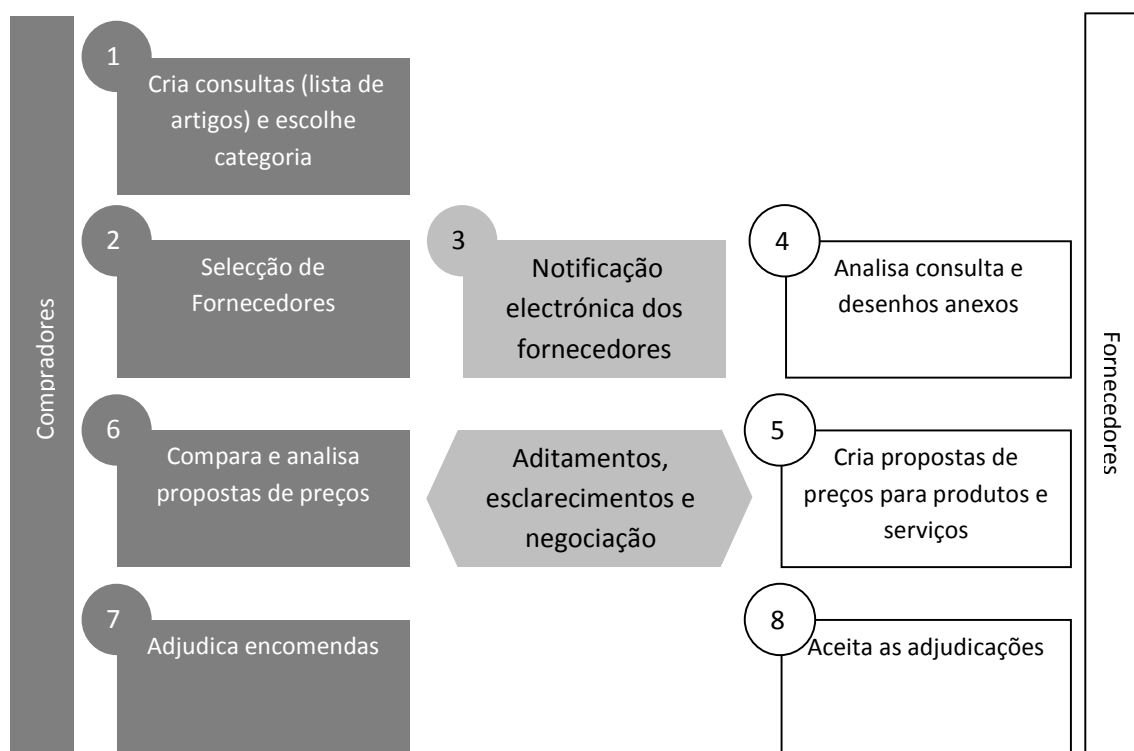 Compradores
1
Cria consultas (lista de
artigos) e escolhe
categoria
2
Selecção de
Fornecedores
3
Notificação
electrónica dos
fornecedores
4
Analisa consulta e
desenhos anexos
Fornecedores
6
Compara e analisa
propostas de preços
Aditamentos,
esclarecimentos e
negociação
5
Cria propostas de
preços para produtos e
serviços
7
Adjudica encomendas
8
Aceita as adjudicações